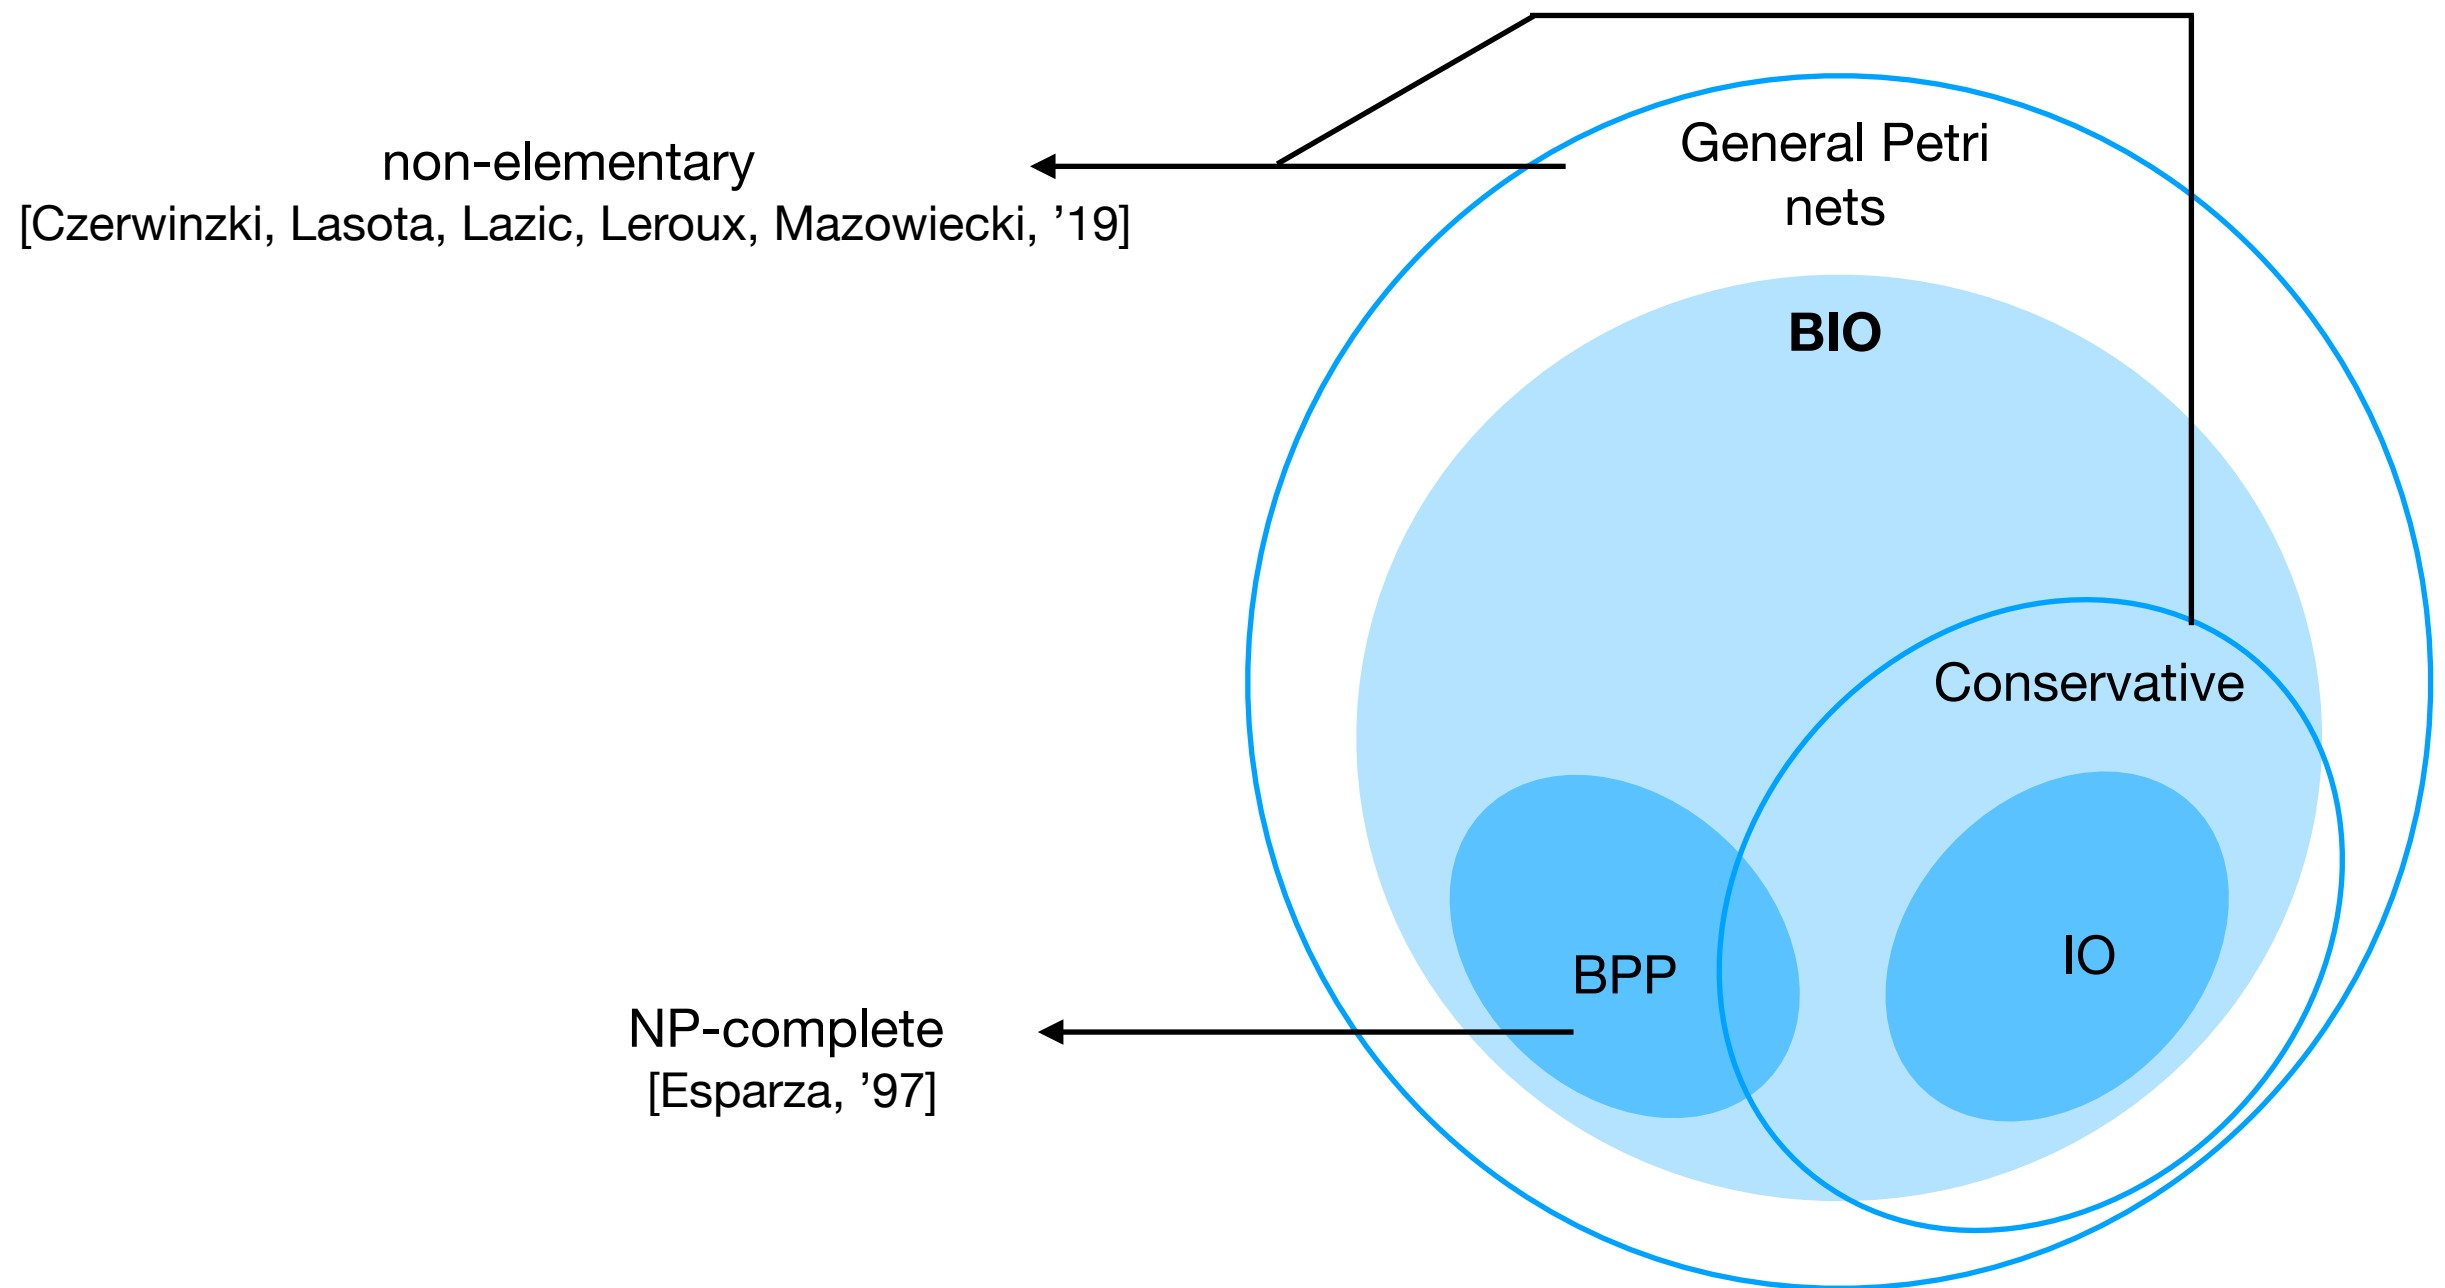 non-elementary
[Czerwinzki, Lasota, Lazic, Leroux, Mazowiecki, ’19]
General Petri
nets
BIO
Conservative
IO
BPP
NP-complete
[Esparza, ’97]